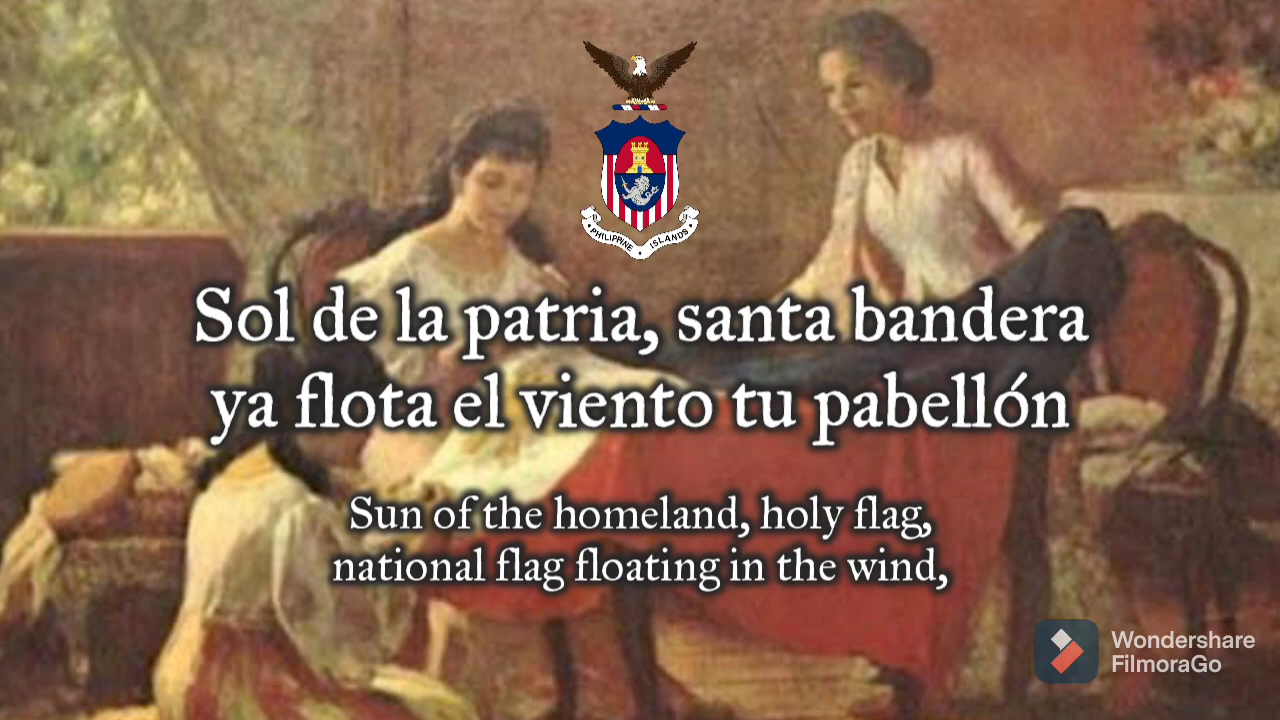 PHILIPPINE ISLANDS
Sol de la patria, santa bandera
ya flota el viento tu pabellón
Sun of the homeland, holy flag,
national flag floating in the wind,
Wondershare
FilmoraGo